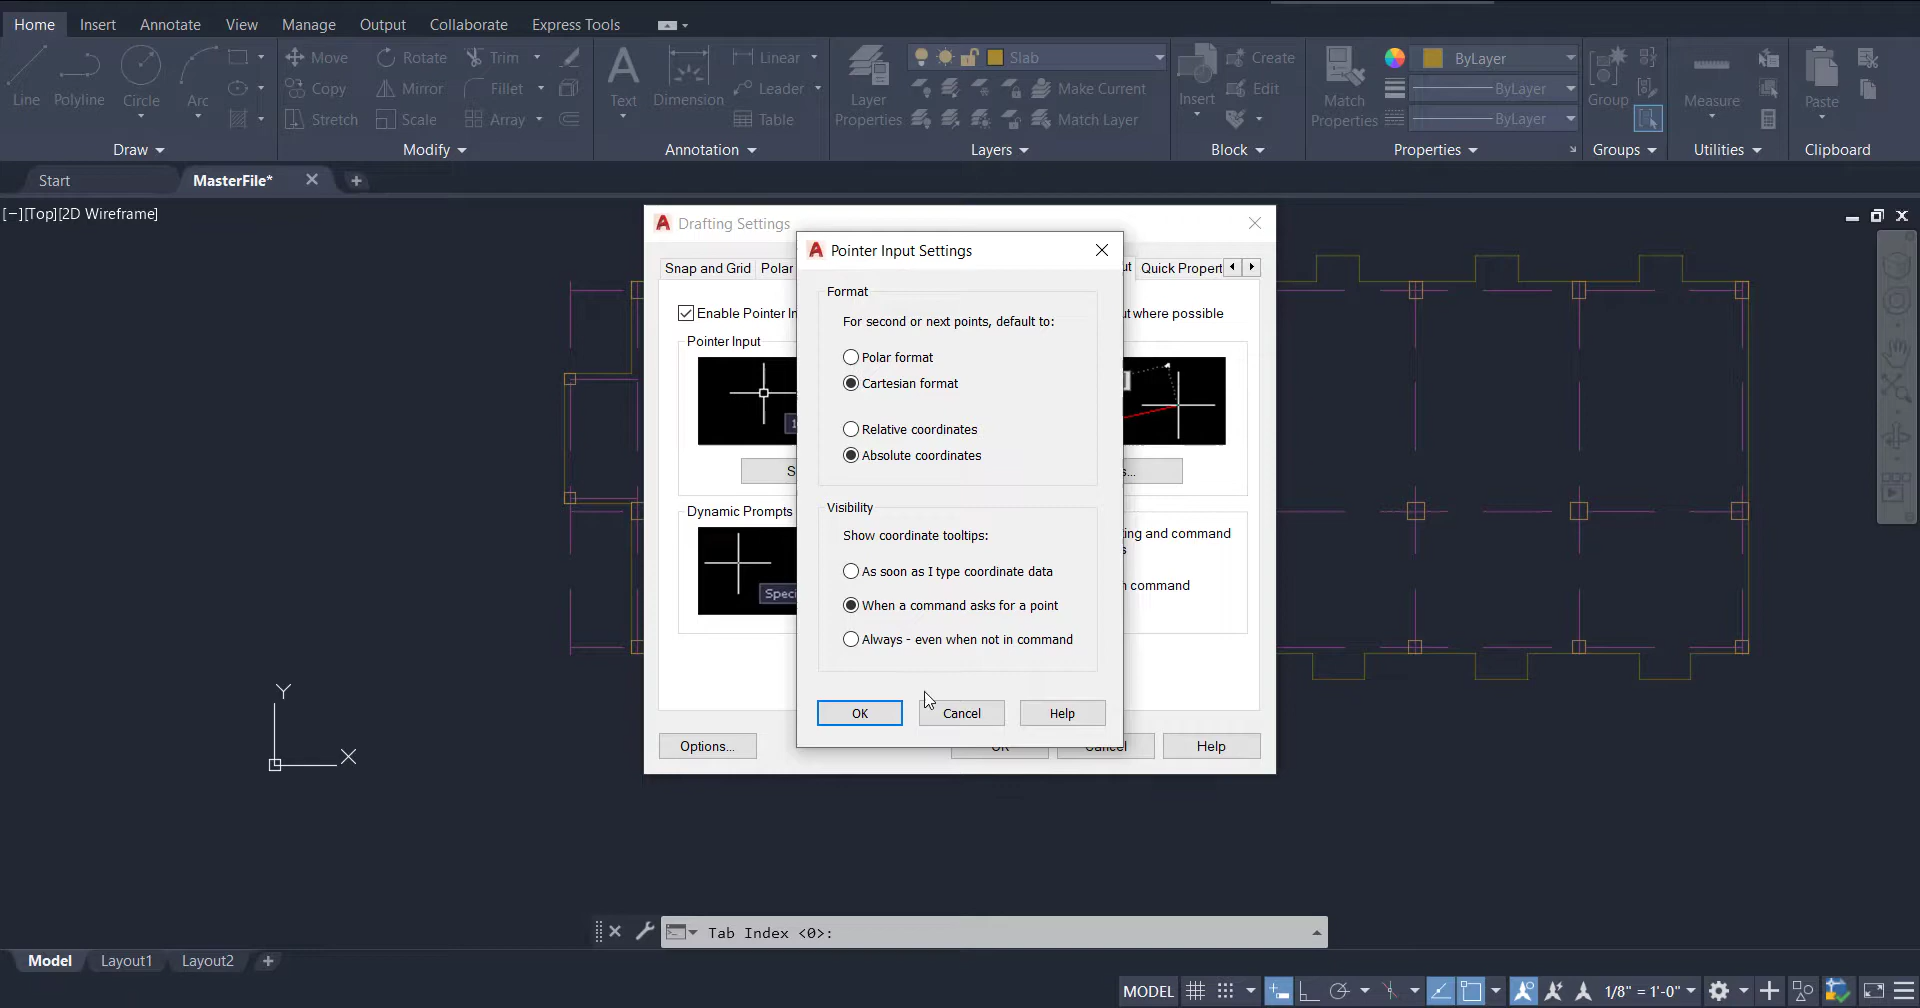 Home Insert Annotate View Manage Output Collaborate Express Tools
Line Polyline Circle Arc
Draw
Move Rotate Trim
Copy Mirror Fillet
Stretch Scale Array
Modify
Text Dimension
Linear
Leader
Table
Annotation
Layer Properties
Slab
Make Current
Match Layer
Layers
Insert
Create
Edit
Block
Match Properties
ByLayer
ByLayer
ByLayer
Properties
Group
Groups
Measure
Utilities
Paste
Clipboard
Start MasterFile*
[−][Top][2D Wireframe]
Drafting Settings
Snap and Grid Polar Quick Propert
Enable Pointer In ut where possible
Pointer Input
S
...
Dynamic Prompts
Speci
ting and command
s
n command
Options... OK Cancel Help
Pointer Input Settings
Format
For second or next points, default to:
Polar format
Cartesian format
Relative coordinates
Absolute coordinates
Visibility
Show coordinate tooltips:
As soon as I type coordinate data
When a command asks for a point
Always - even when not in command
OK Cancel Help
Y
X
Tab Index <0>:
Model Layout1 Layout2
MODEL 1/8" = 1'-0"